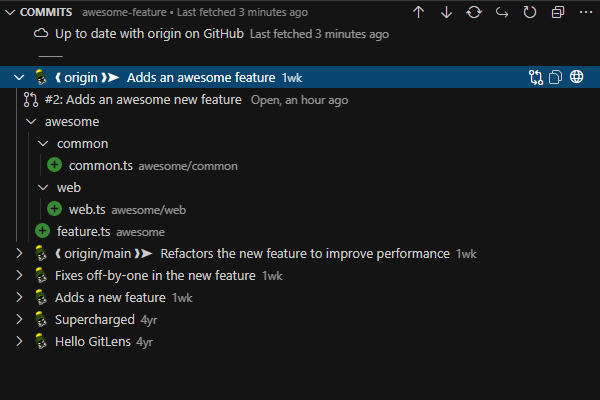 COMMITS awesome-feature • Last fetched 3 minutes ago
Up to date with origin on GitHub Last fetched 3 minutes ago
❰ origin ❱➤ Adds an awesome feature 1wk
#2: Adds an awesome new feature Open, an hour ago
awesome
common
common.ts awesome/common
web
web.ts awesome/web
feature.ts awesome
❰ origin/main ❱➤ Refactors the new feature to improve performance 1wk
Fixes off-by-one in the new feature 1wk
Adds a new feature 1wk
Supercharged 4yr
Hello GitLens 4yr